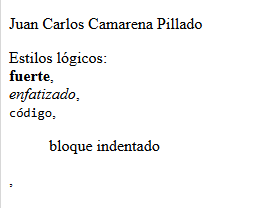 Juan Carlos Camarena Pillado
Estilos lógicos:
fuerte,
enfatizado,
código,
bloque indentado
,